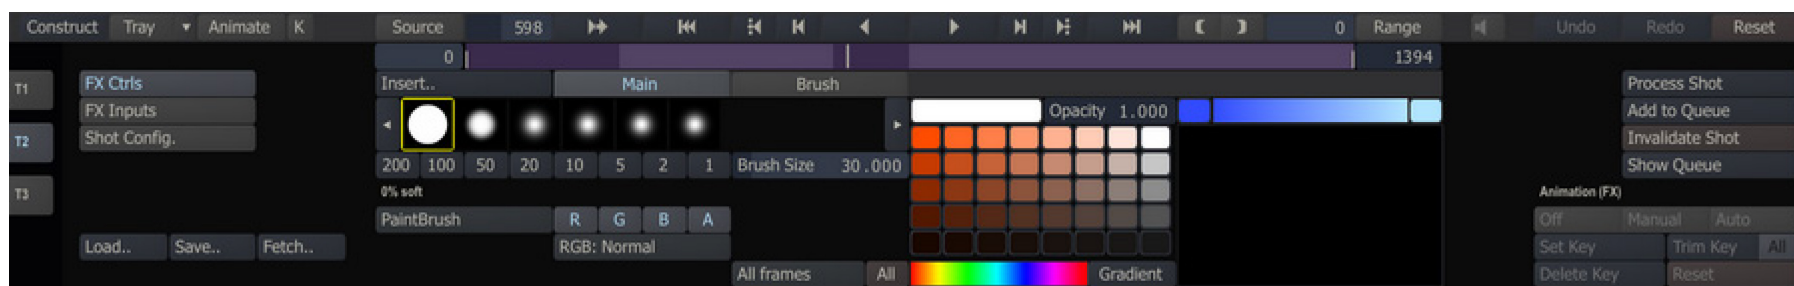 Construct Tray Animate K Source 598 0 Range Undo Redo Reset
0 1394
T1 FX Ctrls Insert.. Main Brush Process Shot
FX Inputs Opacity 1.000 Add to Queue
T2 Shot Config. Invalidate Shot
200 100 50 20 10 5 2 1 Brush Size 30.000 Show Queue
T3 0% soft Animation (FX)
PaintBrush R G B A Off Manual Auto
Load.. Save.. Fetch.. RGB: Normal Set Key Trim Key All
All frames All Gradient Delete Key Reset